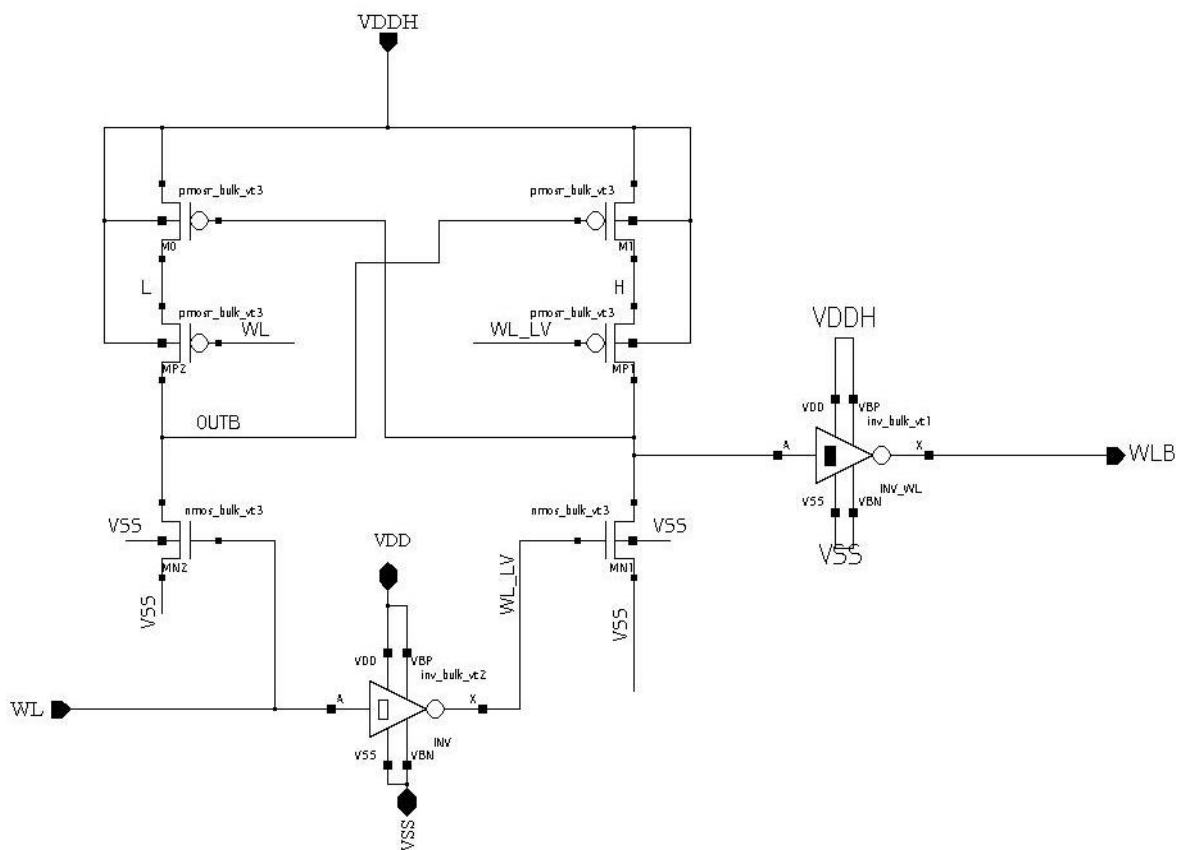 VDDH
pmosr_bulk_vt3
pmosr_bulk_vt3
M0
M1
L
H
pmosr_bulk_vt3
pmosr_bulk_vt3
WL
WL_LV
MP2
MP1
VDDH
OUTB
VDD
VBP
inv_bulk_vt1
A
X
WLB
INV_WL
VSS
VBN
VSS
nmos_bulk_vt3
nmos_bulk_vt3
VSS
VSS
MN2
MN1
VDD
WL_LV
VSS
VSS
VDD
VBP
inv_bulk_vt2
WL
A
X
INV
VSS
VBN
VSS